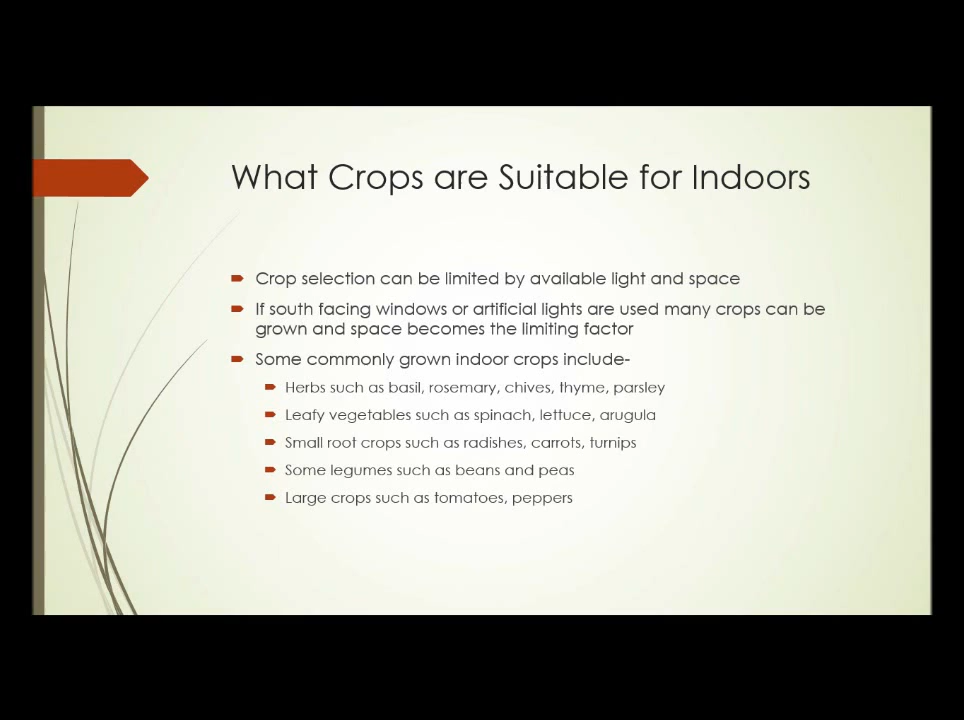 What Crops are Suitable for Indoors
Crop selection can be limited by available light and space
If south facing windows or artificial lights are used many crops can be
grown and space becomes the limiting factor
Some commonly grown indoor crops include-
Herbs such as basil, rosemary, chives, thyme, parsley
Leafy vegetables such as spinach, lettuce, arugula
Small root crops such as radishes, carrots, turnips
Some legumes such as beans and peas
Large crops such as tomatoes, peppers